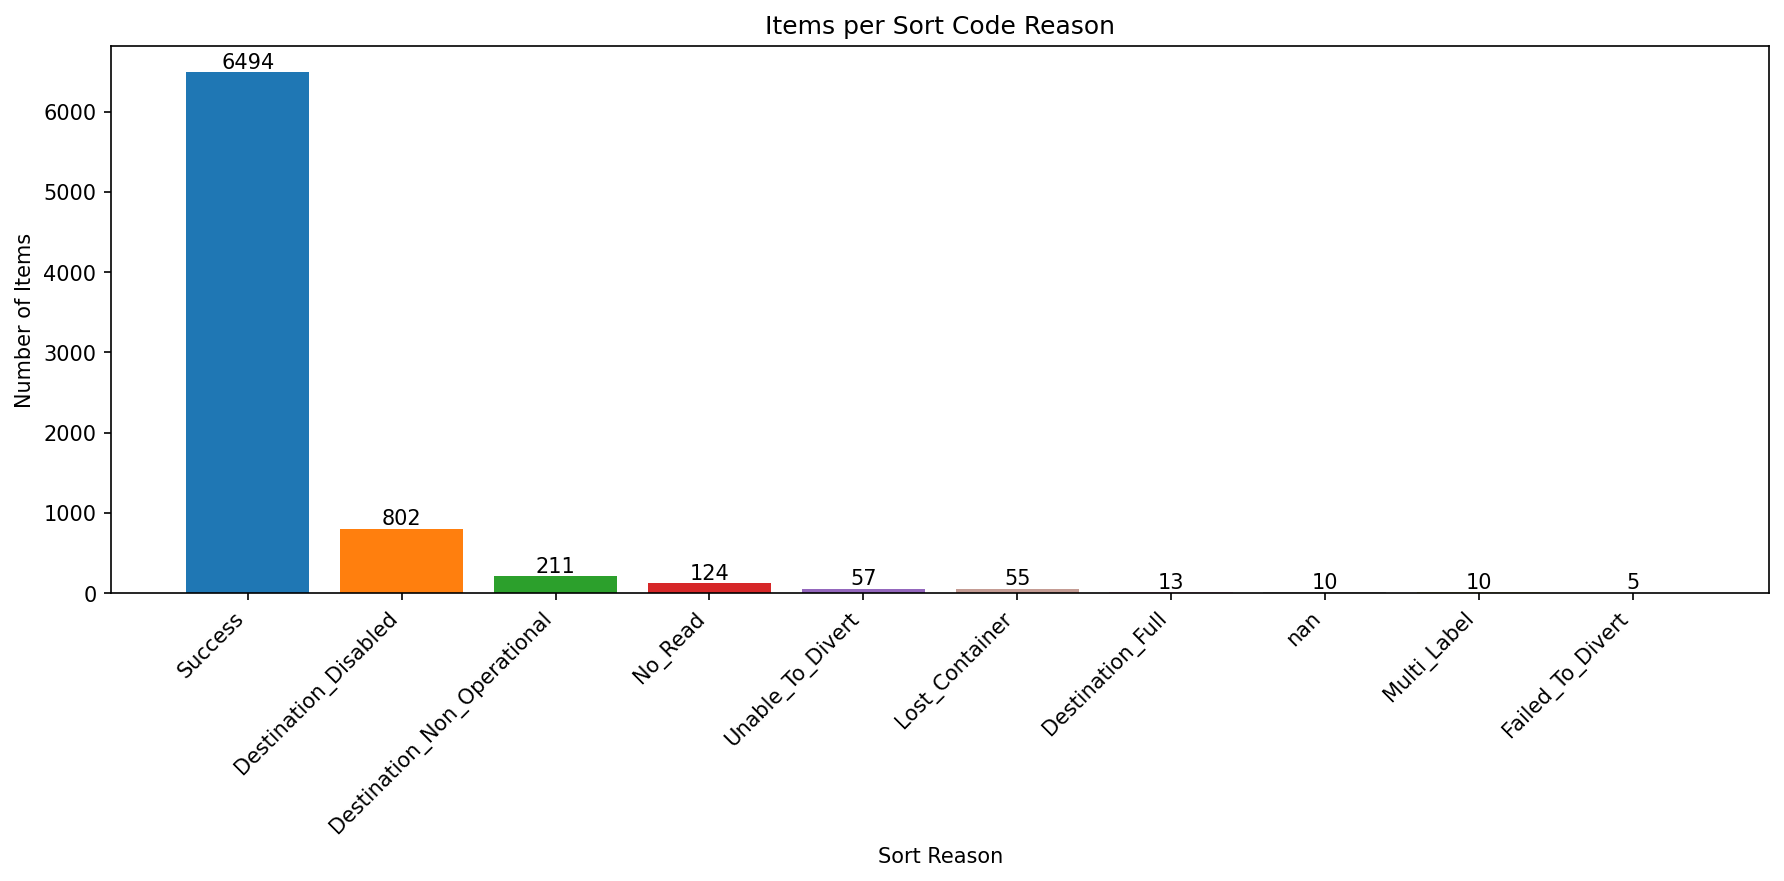 Items per Sort Code Reason
Number of Items
6000
5000
4000
3000
2000
1000
0
6494
802
211
124
57
55
13
10
10
5
Success
Destination_Disabled
Destination_Non_Operational
No_Read
Unable_To_Divert
Lost_Container
Destination_Full
nan
Multi_Label
Failed_To_Divert
Sort Reason